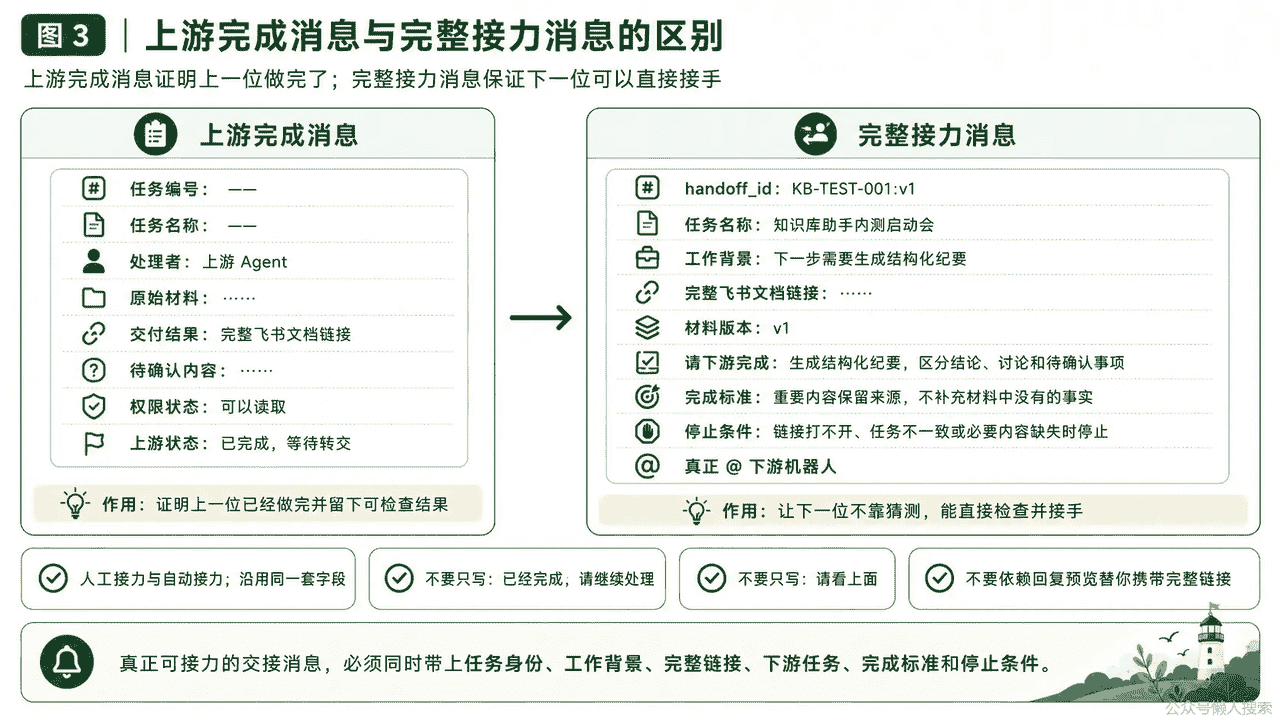 图 3
上游完成消息与完整接力消息的区别
上游完成消息证明上一位做完了；完整接力消息保证下一位可以直接接手
上游完成消息
任务编号： ——
任务名称： ——
处理者：上游 Agent
原始材料：……
交付结果：完整飞书文档链接
待确认内容：……
权限状态：可以读取
上游状态：已完成，等待转交
作用：证明上一位已经做完并留下可检查结果
完整接力消息
handoff_id：KB-TEST-001:v1
任务名称：知识库助手内测启动会
工作背景：下一步需要生成结构化纪要
完整飞书文档链接：……
材料版本：v1
请下游完成：生成结构化纪要，区分结论、讨论和待确认事项
完成标准：重要内容保留来源，不补充材料中没有的事实
停止条件：链接打不开、任务不一致或必要内容缺失时停止
真正 @ 下游机器人
作用：让下一位不靠猜测，能直接检查并接手
人工接力与自动接力；沿用同一套字段
不要只写：已经完成，请继续处理
不要只写：请看上面
不要依赖回复预览替你携带完整链接
真正可接力的交接消息，必须同时带上任务身份、工作背景、完整链接、下游任务、完成标准和停止条件。
公众号懒人搜索